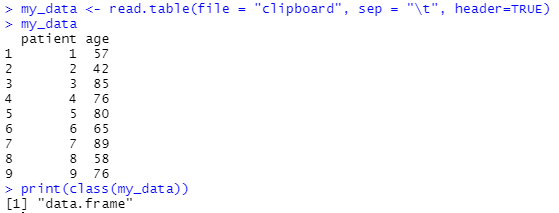 > my_data <- read.table(file = "clipboard", sep = "\t", header=TRUE)
> my_data
  patient age
1       1  57
2       2  42
3       3  85
4       4  76
5       5  80
6       6  65
7       7  89
8       8  58
9       9  76
> print(class(my_data))
[1] "data.frame"